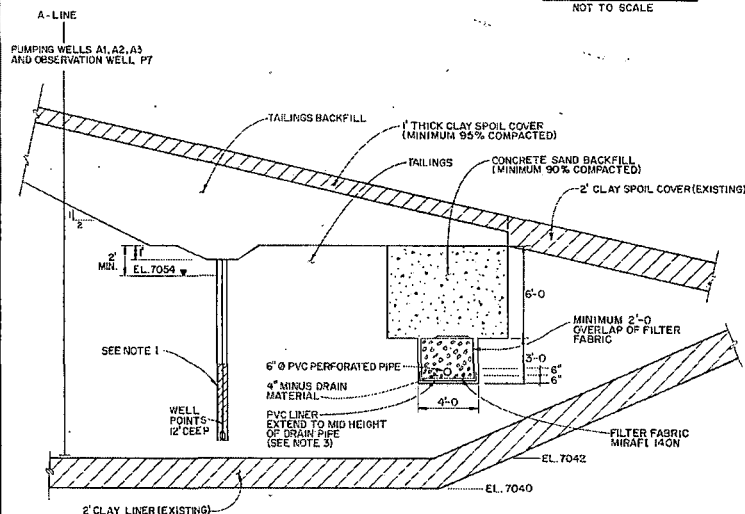 NOT TO SCALE
A-LINE
PUMPING WELLS A1, A2, A3
AND OBSERVATION WELL P7
TAILINGS BACKFILL
1' THICK CLAY SPOIL COVER
(MINIMUM 95% COMPACTED)
TAILINGS
CONCRETE SAND BACKFILL
(MINIMUM 90% COMPACTED)
2' CLAY SPOIL COVER (EXISTING)
1
2
2'
MIN.
1'
EL. 7054
6'-0
MINIMUM 2'-0
OVERLAP OF FILTER
FABRIC
SEE NOTE 1
6" Ø PVC PERFORATED PIPE
3'-0
6"
6"
4" MINUS DRAIN
MATERIAL
4'-0
WELL
POINTS
12' DEEP
PVC LINER
EXTEND TO MID HEIGHT
OF DRAIN PIPE
(SEE NOTE 3)
FILTER FABRIC
MIRAFI 140N
EL. 7042
EL. 7040
2' CLAY LINER (EXISTING)